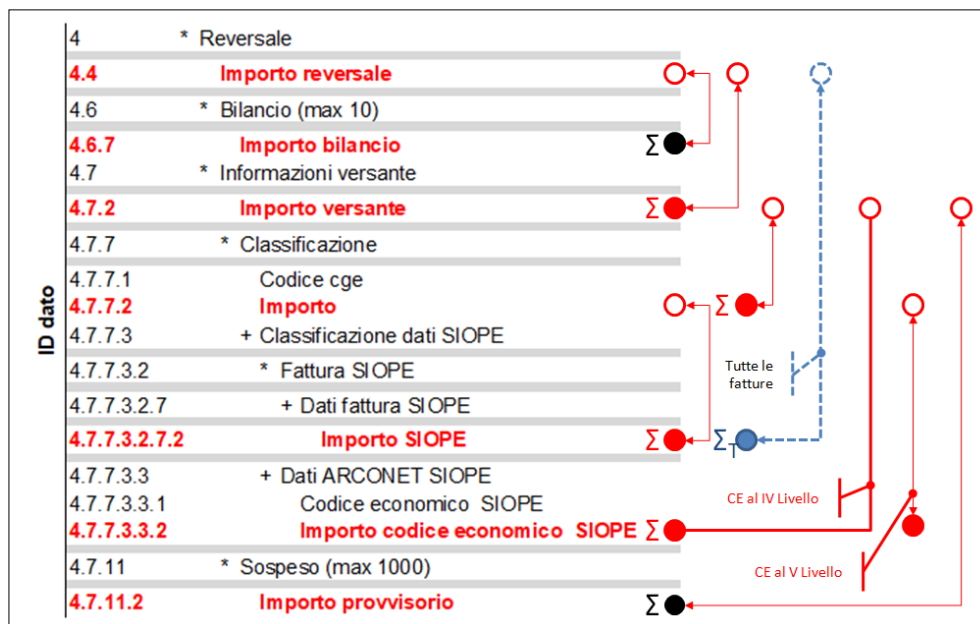 ID dato
4 * Reversale
4.4 Importo reversale
4.6 * Bilancio (max 10)
4.6.7 Importo bilancio Σ
4.7 * Informazioni versante
4.7.2 Importo versante Σ
4.7.7 * Classificazione
4.7.7.1 Codice cge
4.7.7.2 Importo Σ
4.7.7.3 + Classificazione dati SIOPE
4.7.7.3.2 * Fattura SIOPE
Tutte le
fatture
4.7.7.3.2.7 + Dati fattura SIOPE
4.7.7.3.2.7.2 Importo SIOPE Σ ΣT
4.7.7.3.3 + Dati ARCONET SIOPE
4.7.7.3.3.1 Codice economico SIOPE
CE al IV Livello
4.7.7.3.3.2 Importo codice economico SIOPE Σ
4.7.11 * Sospeso (max 1000)
CE al V Livello
4.7.11.2 Importo provvisorio Σ